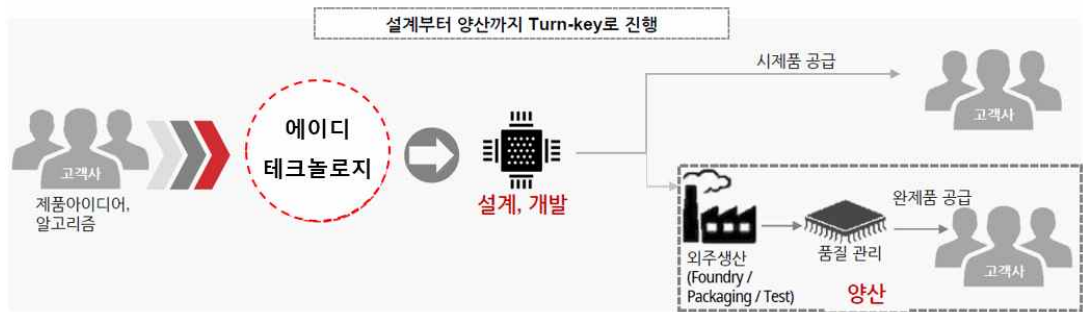 설계부터 양산까지 Turn-key로 진행
고객사
제품아이디어,
알고리즘
에이디
테크놀로지
설계, 개발
시제품 공급
고객사
외주생산
(Foundry /
Packaging / Test)
품질 관리
양산
완제품 공급
고객사